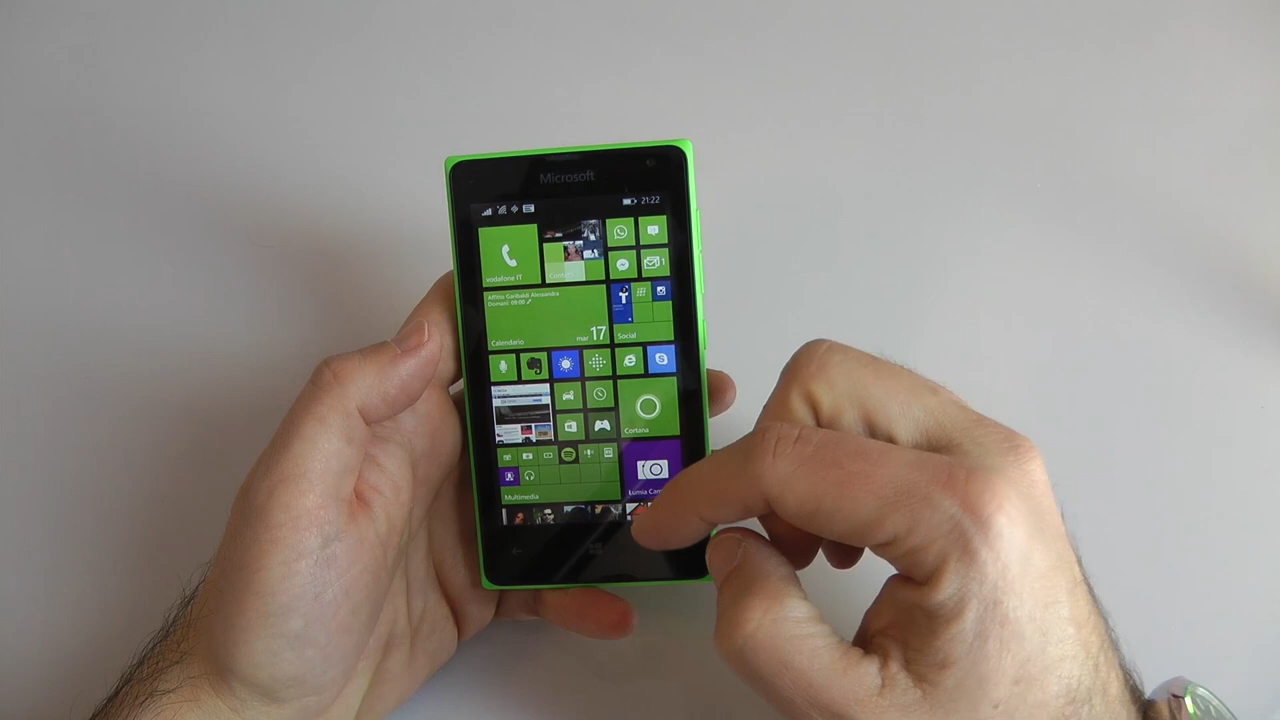 Microsoft
21:22
vodafone IT
1
Affitto Garibaldi Alessandra
Domani: 09:00
Calendario
mar 17
#
Social
Cortana
Multimedia
Lumia Cam